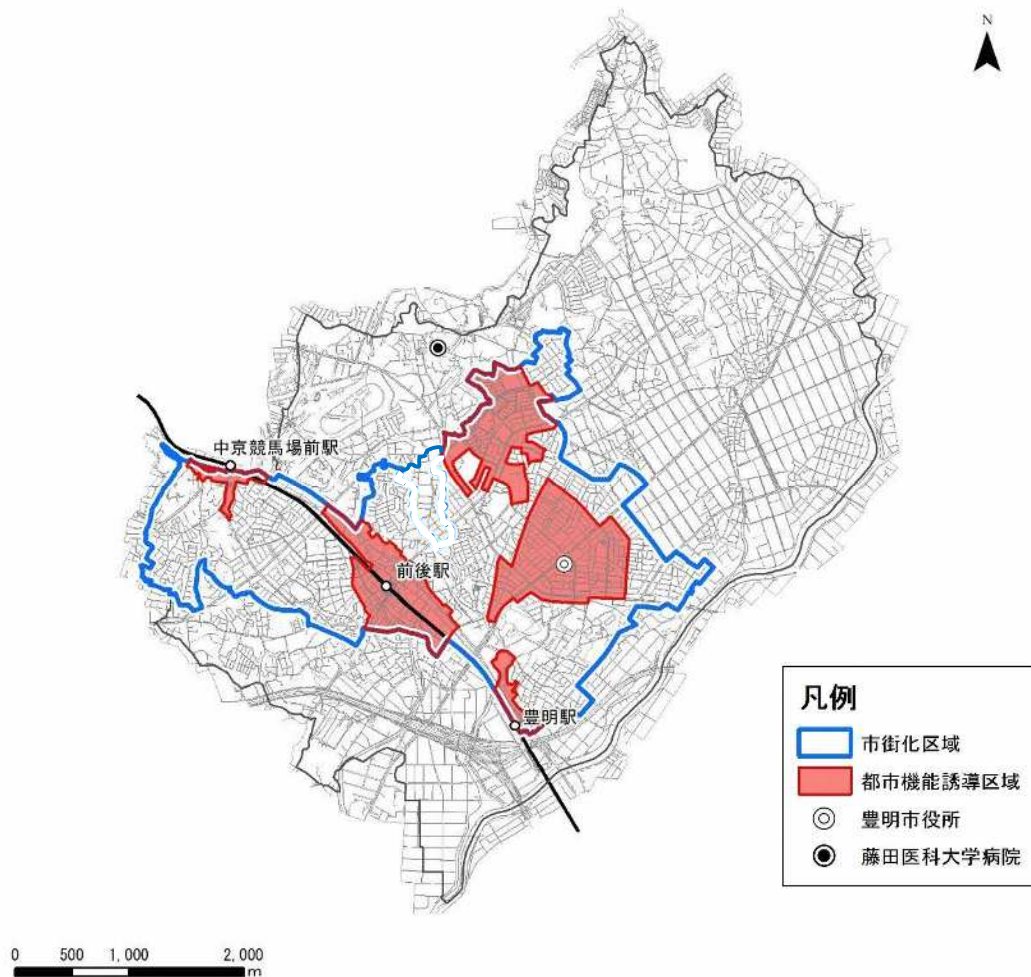 N
中京競馬場前駅
前後駅
豊明駅
凡例
市街化区域
都市機能誘導区域
豊明市役所
藤田医科大学病院
0 500 1,000 2,000
m